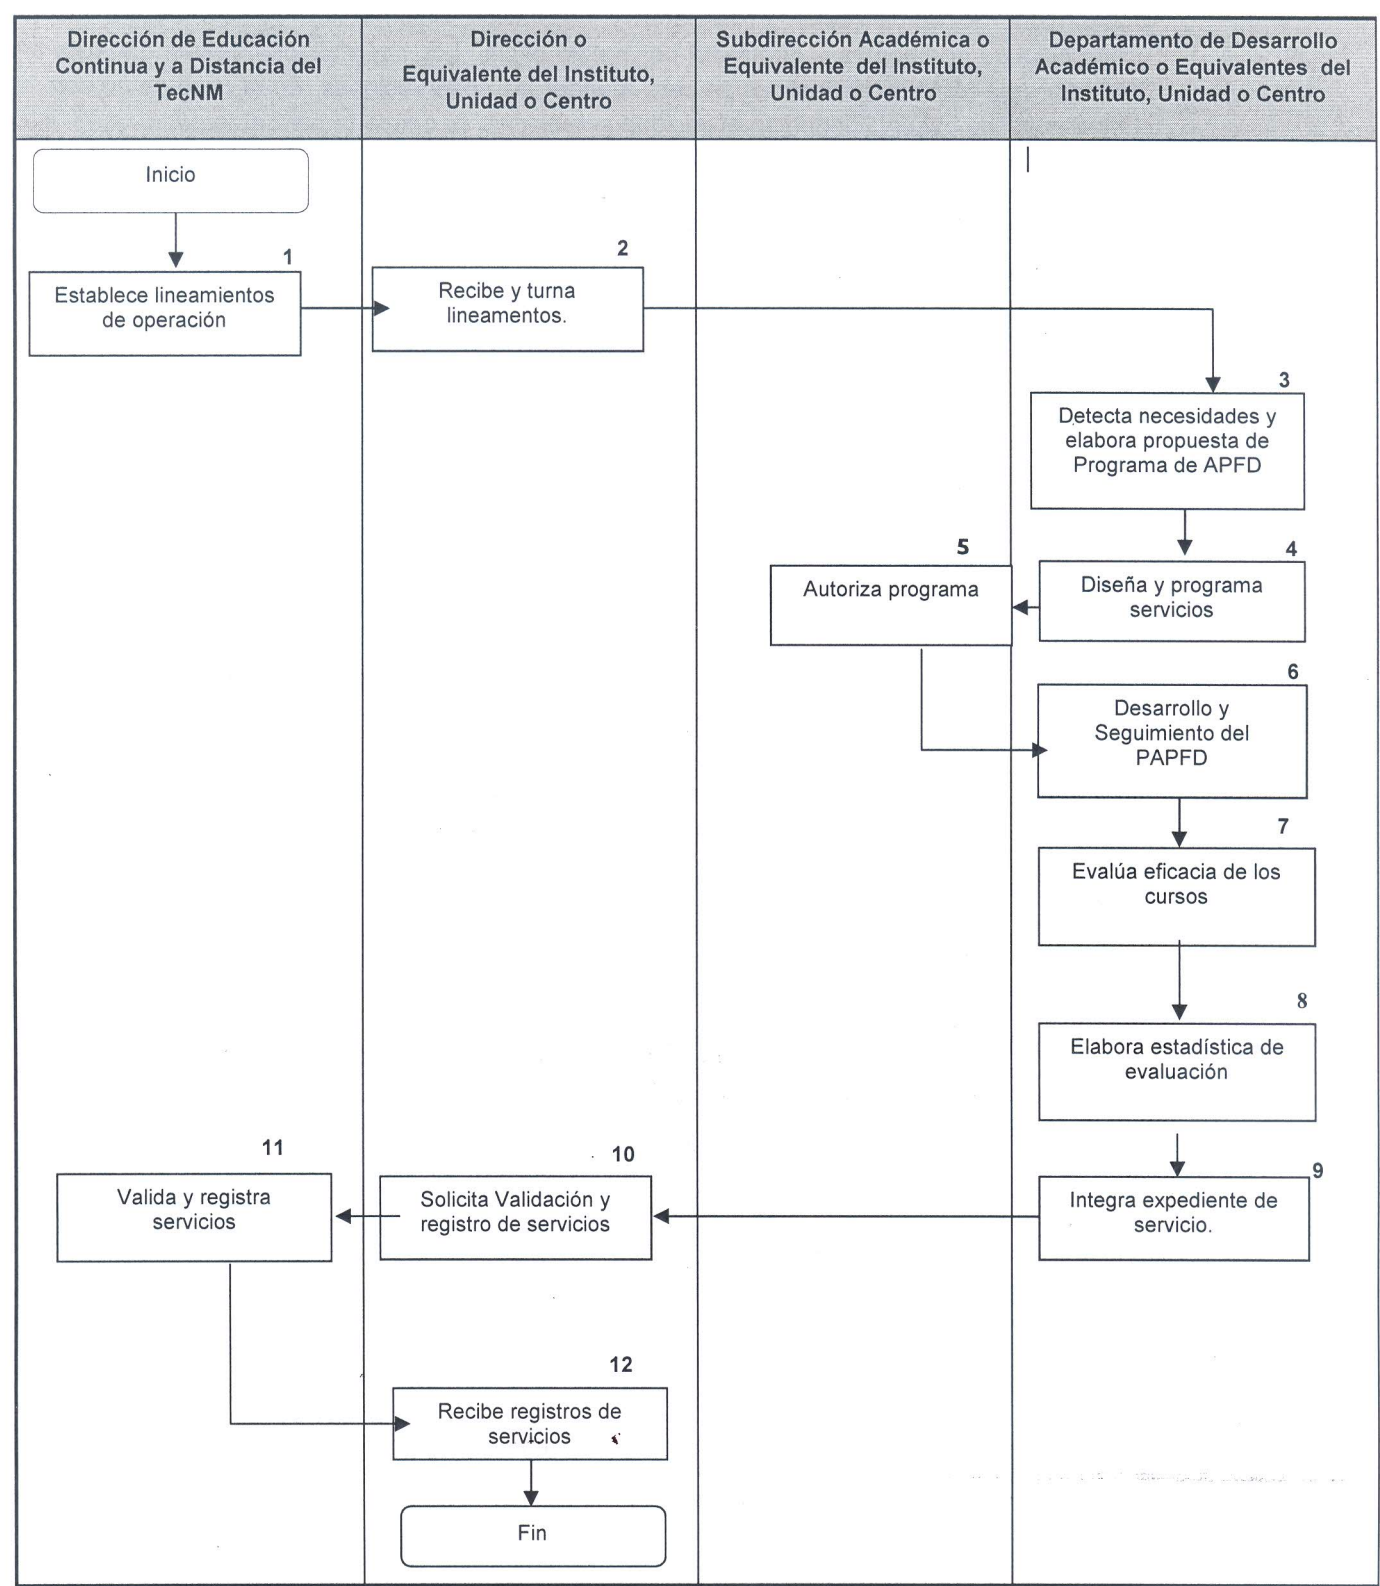 Dirección de Educación
Continua y a Distancia del
TecNM
Dirección o
Equivalente del Instituto,
Unidad o Centro
Subdirección Académica o
Equivalente del Instituto,
Unidad o Centro
Departamento de Desarrollo
Académico o Equivalentes del
Instituto, Unidad o Centro
Inicio
1
Establece lineamientos
de operación
2
Recibe y turna
lineamentos.
3
Detecta necesidades y
elabora propuesta de
Programa de APFD
4
Diseña y programa
servicios
5
Autoriza programa
6
Desarrollo y
Seguimiento del
PAPFD
7
Evalúa eficacia de los
cursos
8
Elabora estadística de
evaluación
9
Integra expediente de
servicio.
10
Solicita Validación y
registro de servicios
11
Valida y registra
servicios
12
Recibe registros de
servicios
Fin